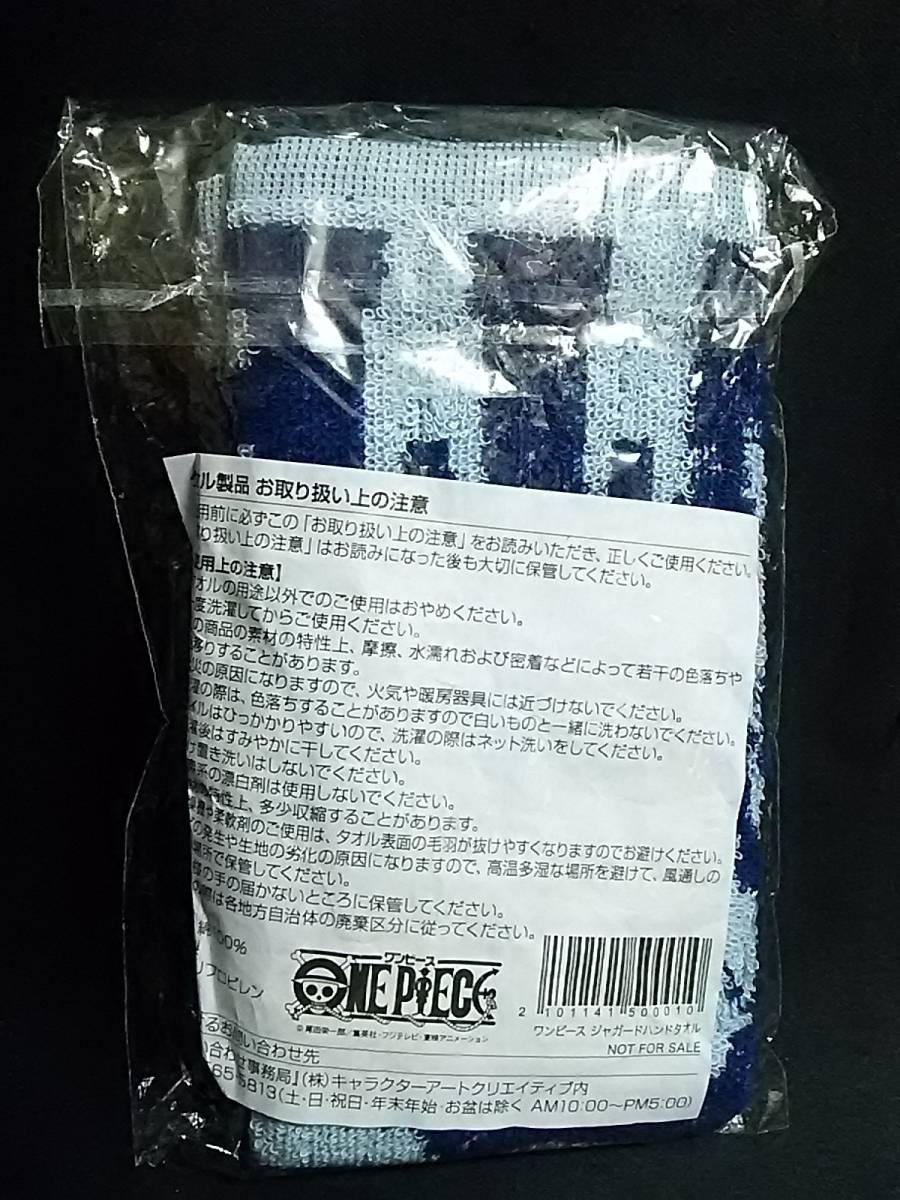 オル製品 お取り扱い上の注意
用前に必ずこの「お取り扱い上の注意」をお読みいただき、正しくご使用ください。
り扱い上の注意」はお読みになった後も大切に保管してください。
使用上の注意】
オルの用途以外でのご使用はおやめください。
度洗濯してからご使用ください。
の商品の素材の特性上、摩擦、水濡れおよび密着などによって若干の色落ちや
移りすることがあります。
火の原因になりますので、火気や暖房器具には近づけないでください。
濯の際は、色落ちすることがありますので白いものと一緒に洗わないでください。
イルはひっかかりやすいので、洗濯の際はネット洗いをしてください。
濯後はすみやかに干してください。
け置き洗いはしないでください。
素系の漂白剤は使用しないでください。
特性上、多少収縮することがあります。
や柔軟剤のご使用は、タオル表面の毛羽が抜けやすくなりますのでお避けください。
の発生や生地の劣化の原因になりますので、高温多湿な場所を避けて、風通しの
場所で保管してください。
の手の届かないところに保管してください。
の際は各地方自治体の廃棄区分に従ってください。
綿100%
リプロピレン
ワンピース
ONE PIECE
©尾田栄一郎／集英社・フジテレビ・東映アニメーション
2 101141 500010
ワンピース ジャガードハンドタオル
NOT FOR SALE
るお問い合わせ先
い合わせ事務局』(株)キャラクターアートクリエイティブ内
65-5813(土・日・祝日・年末年始・お盆は除く AM10:00～PM5:00)